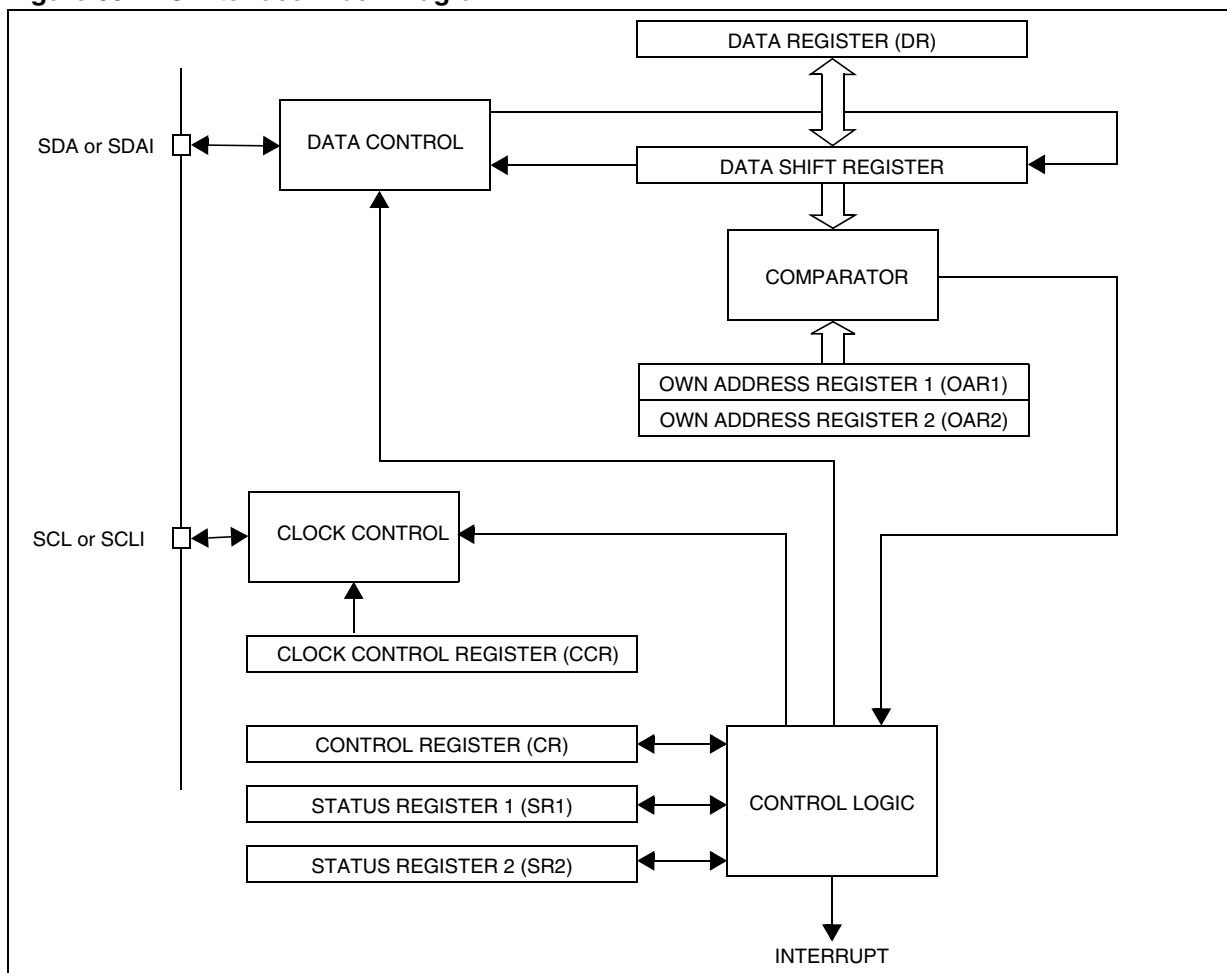 DATA REGISTER (DR)
SDA or SDAI
DATA CONTROL
DATA SHIFT REGISTER
COMPARATOR
OWN ADDRESS REGISTER 1 (OAR1)
OWN ADDRESS REGISTER 2 (OAR2)
SCL or SCLI
CLOCK CONTROL
CLOCK CONTROL REGISTER (CCR)
CONTROL REGISTER (CR)
STATUS REGISTER 1 (SR1)
CONTROL LOGIC
STATUS REGISTER 2 (SR2)
INTERRUPT